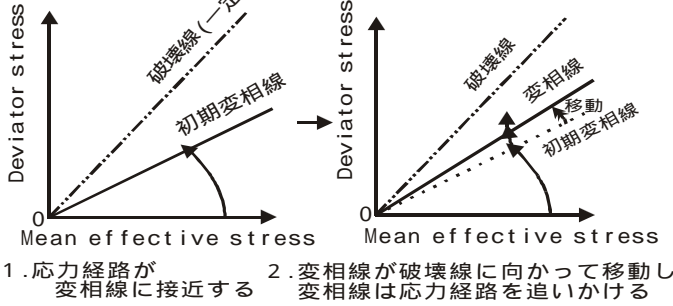 Deviator stress
破壊線(一定
初期変相線
0
Mean effective stress
1.応力経路が
変相線に接近する
Deviator stress
破壊線
変相線
移動
初期変相線
0
Mean effective stress
2.変相線が破壊線に向かって移動し
変相線は応力経路を追いかける